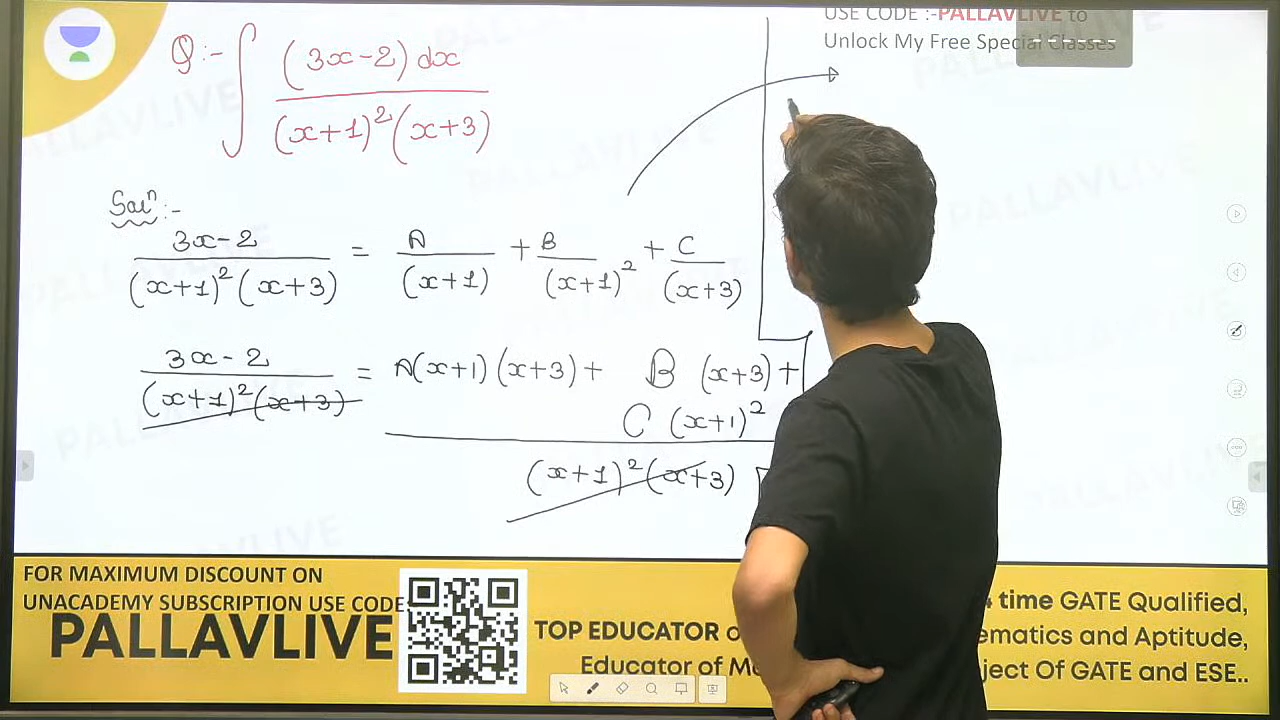 USE CODE :-PALLAVLIVE to
Unlock My Free Special Classes
Q:- ∫ (3x-2) dx
(x+1)² (x+3)
Solⁿ:-
3x-2 / (x+1)² (x+3) = A / (x+1) + B / (x+1)² + C / (x+3)
3x-2 / (x+1)² (x+3) = A(x+1) (x+3) + B (x+3) +
C (x+1)²
(x+1)² (x+3)
FOR MAXIMUM DISCOUNT ON
UNACADEMY SUBSCRIPTION USE CODE:
PALLAVLIVE
TOP EDUCATOR
Educator of
time GATE Qualified,
ematics and Aptitude,
ject Of GATE and ESE..
PALLAVLIVE